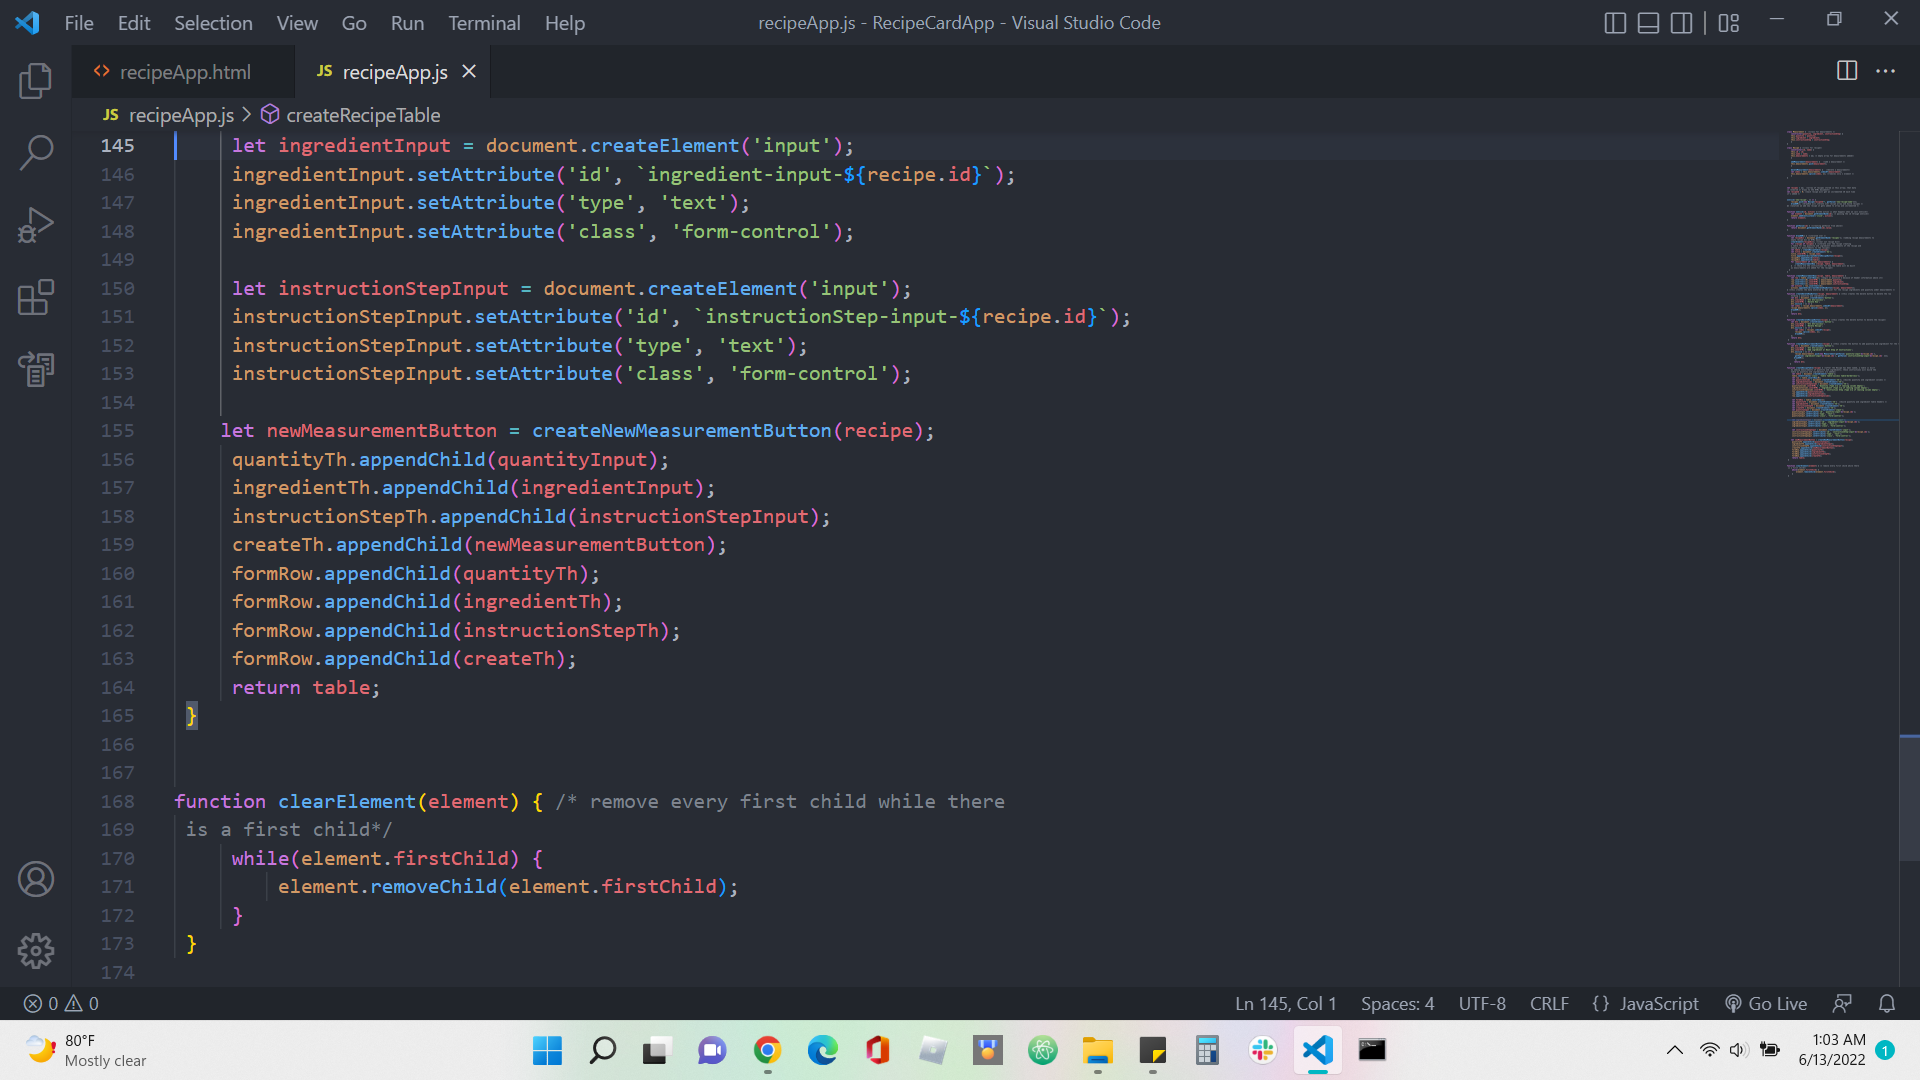 File Edit Selection View Go Run Terminal Help recipeApp.js - RecipeCardApp - Visual Studio Code
<> recipeApp.html JS recipeApp.js
JS recipeApp.js > createRecipeTable
145 let ingredientInput = document.createElement('input');
146 ingredientInput.setAttribute('id', `ingredient-input-${recipe.id}`);
147 ingredientInput.setAttribute('type', 'text');
148 ingredientInput.setAttribute('class', 'form-control');
149
150 let instructionStepInput = document.createElement('input');
151 instructionStepInput.setAttribute('id', `instructionStep-input-${recipe.id}`);
152 instructionStepInput.setAttribute('type', 'text');
153 instructionStepInput.setAttribute('class', 'form-control');
154
155 let newMeasurementButton = createNewMeasurementButton(recipe);
156 quantityTh.appendChild(quantityInput);
157 ingredientTh.appendChild(ingredientInput);
158 instructionStepTh.appendChild(instructionStepInput);
159 createTh.appendChild(newMeasurementButton);
160 formRow.appendChild(quantityTh);
161 formRow.appendChild(ingredientTh);
162 formRow.appendChild(instructionStepTh);
163 formRow.appendChild(createTh);
164 return table;
165 }
166
167
168 function clearElement(element) { /* remove every first child while there
169 is a first child*/
170 while(element.firstChild) {
171 element.removeChild(element.firstChild);
172 }
173 }
174
0 0 Ln 145, Col 1 Spaces: 4 UTF-8 CRLF {} JavaScript Go Live
80°F
Mostly clear
1:03 AM
6/13/2022 1